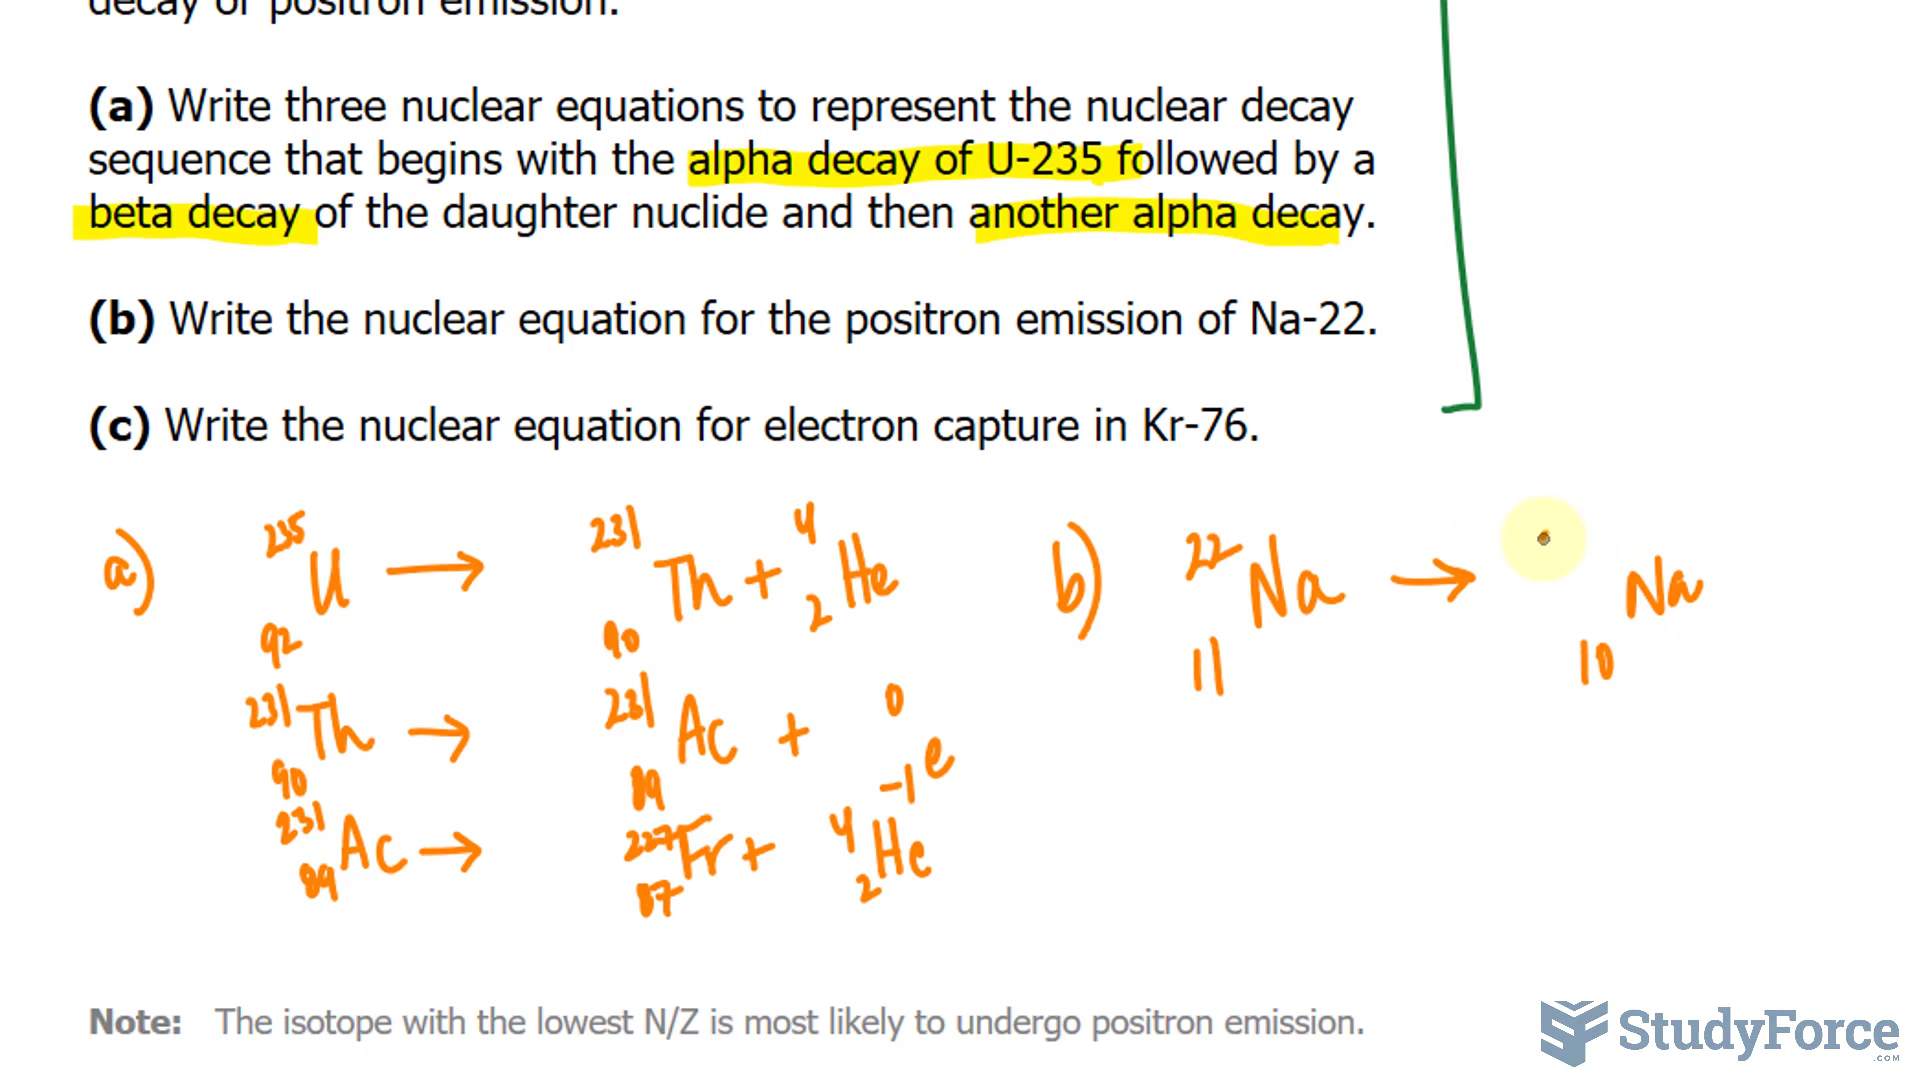 decay or positron emission.
(a) Write three nuclear equations to represent the nuclear decay
sequence that begins with the alpha decay of U-235 followed by a
beta decay of the daughter nuclide and then another alpha decay.
(b) Write the nuclear equation for the positron emission of Na-22.
(c) Write the nuclear equation for electron capture in Kr-76.
a) 235 92 U → 231 90 Th + 4 2 He
231 90 Th → 231 89 Ac + 0 -1 e
231 89 Ac → 227 87 Fr + 4 2 He
b) 22 11 Na → 10 Na
Note: The isotope with the lowest N/Z is most likely to undergo positron emission.
StudyForce
.COM